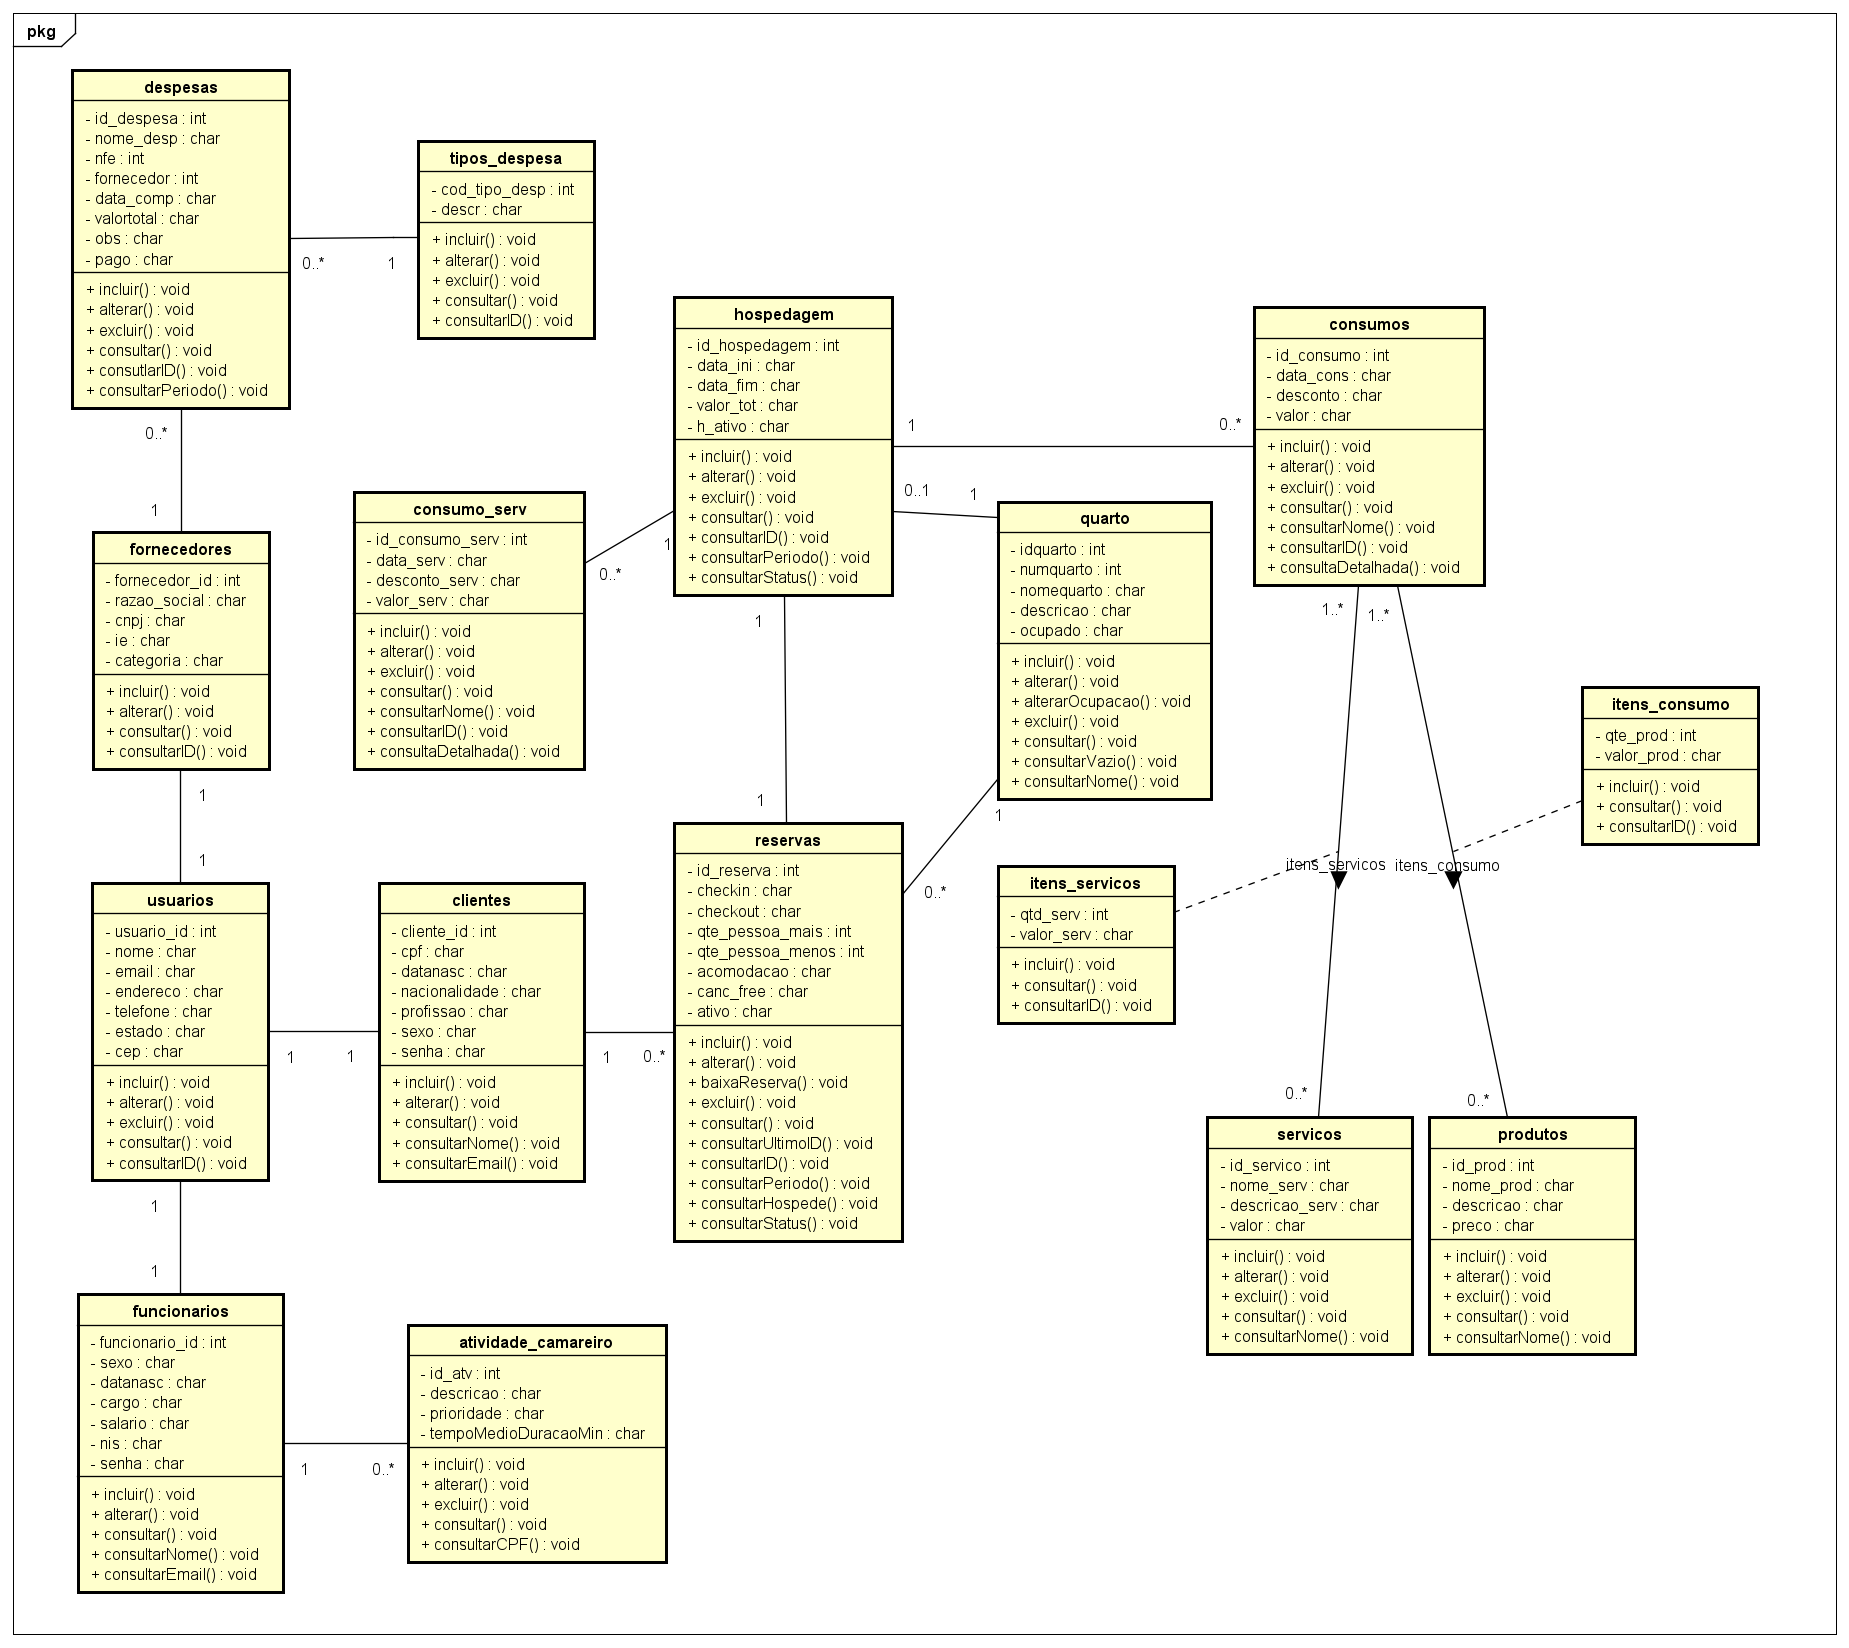 pkg
despesas
- id_despesa : int
- nome_desp : char
- nfe : int
- fornecedor : int
- data_comp : char
- valortotal : char
- obs : char
- pago : char
+ incluir() : void
+ alterar() : void
+ excluir() : void
+ consultar() : void
+ consutlarID() : void
+ consultarPeriodo() : void
0..*
1
tipos_despesa
- cod_tipo_desp : int
- descr : char
+ incluir() : void
+ alterar() : void
+ excluir() : void
+ consultar() : void
+ consultarID() : void
0..*
1
fornecedores
- fornecedor_id : int
- razao_social : char
- cnpj : char
- ie : char
- categoria : char
+ incluir() : void
+ alterar() : void
+ consultar() : void
+ consultarID() : void
1
1
consumo_serv
- id_consumo_serv : int
- data_serv : char
- desconto_serv : char
- valor_serv : char
+ incluir() : void
+ alterar() : void
+ excluir() : void
+ consultar() : void
+ consultarNome() : void
+ consultarID() : void
+ consultaDetalhada() : void
0..*
1
hospedagem
- id_hospedagem : int
- data_ini : char
- data_fim : char
- valor_tot : char
- h_ativo : char
+ incluir() : void
+ alterar() : void
+ excluir() : void
+ consultar() : void
+ consultarID() : void
+ consultarPeriodo() : void
+ consultarStatus() : void
1
0..*
0..1
1
1
1
consumos
- id_consumo : int
- data_cons : char
- desconto : char
- valor : char
+ incluir() : void
+ alterar() : void
+ excluir() : void
+ consultar() : void
+ consultarNome() : void
+ consultarID() : void
+ consultaDetalhada() : void
1..*
1..*
quarto
- idquarto : int
- numquarto : int
- nomequarto : char
- descricao : char
- ocupado : char
+ incluir() : void
+ alterar() : void
+ alterarOcupacao() : void
+ excluir() : void
+ consultar() : void
+ consultarVazio() : void
+ consultarNome() : void
1
0..*
itens_consumo
- qte_prod : int
- valor_prod : char
+ incluir() : void
+ consultar() : void
+ consultarID() : void
itens_servicos
itens_consumo
itens_servicos
- qtd_serv : int
- valor_serv : char
+ incluir() : void
+ consultar() : void
+ consultarID() : void
usuarios
- usuario_id : int
- nome : char
- email : char
- endereco : char
- telefone : char
- estado : char
- cep : char
+ incluir() : void
+ alterar() : void
+ excluir() : void
+ consultar() : void
+ consultarID() : void
1
1
clientes
- cliente_id : int
- cpf : char
- datanasc : char
- nacionalidade : char
- profissao : char
- sexo : char
- senha : char
+ incluir() : void
+ alterar() : void
+ consultar() : void
+ consultarNome() : void
+ consultarEmail() : void
1
0..*
reservas
- id_reserva : int
- checkin : char
- checkout : char
- qte_pessoa_mais : int
- qte_pessoa_menos : int
- acomodacao : char
- canc_free : char
- ativo : char
+ incluir() : void
+ alterar() : void
+ baixaReserva() : void
+ excluir() : void
+ consultar() : void
+ consultarUltimoID() : void
+ consultarID() : void
+ consultarPeriodo() : void
+ consultarHospede() : void
+ consultarStatus() : void
0..*
0..*
servicos
- id_servico : int
- nome_serv : char
- descricao_serv : char
- valor : char
+ incluir() : void
+ alterar() : void
+ excluir() : void
+ consultar() : void
+ consultarNome() : void
produtos
- id_prod : int
- nome_prod : char
- descricao : char
- preco : char
+ incluir() : void
+ alterar() : void
+ excluir() : void
+ consultar() : void
+ consultarNome() : void
1
1
funcionarios
- funcionario_id : int
- sexo : char
- datanasc : char
- cargo : char
- salario : char
- nis : char
- senha : char
+ incluir() : void
+ alterar() : void
+ consultar() : void
+ consultarNome() : void
+ consultarEmail() : void
1
0..*
atividade_camareiro
- id_atv : int
- descricao : char
- prioridade : char
- tempoMedioDuracaoMin : char
+ incluir() : void
+ alterar() : void
+ excluir() : void
+ consultar() : void
+ consultarCPF() : void